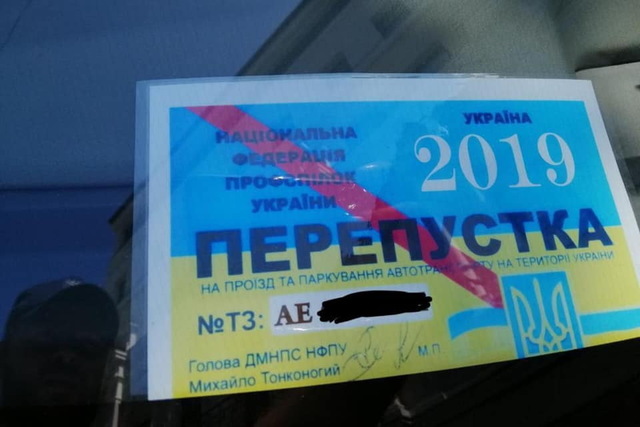 УКРАЇНА
2019
НАЦІОНАЛЬНА
ФЕДЕРАЦІЯ
ПРОФСПІЛОК
УКРАЇНИ
ПЕРЕПУСТКА
НА ПРОЇЗД ТА ПАРКУВАННЯ АВТОТРАНСПОРТУ НА ТЕРИТОРІЇ УКРАЇНИ
№ТЗ: АЕ
Голова ДМНПС НФПУ
М.П.
Михайло Тонконогий